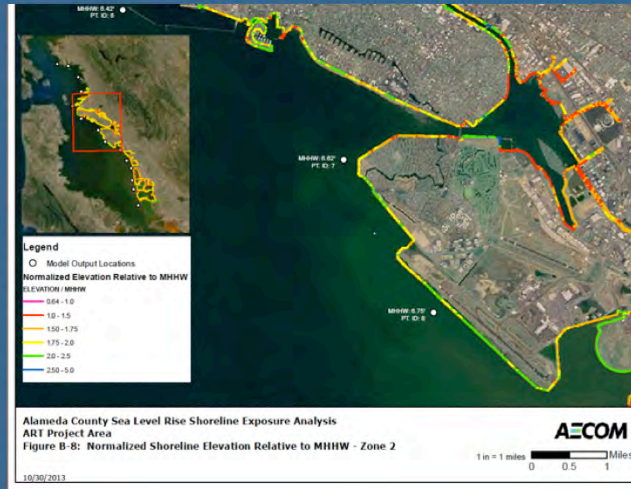 MHHW: 6.42'
PT. ID: 8
MHHW: 6.62'
PT. ID: 7
MHHW: 6.75'
PT. ID: 6
Legend
Model Output Locations
Normalized Elevation Relative to MHHW
ELEVATION / MHHW
0.64 - 1.0
1.0 - 1.5
1.50 - 1.75
1.75 - 2.0
2.0 - 2.5
2.50 - 5.0
Alameda County Sea Level Rise Shoreline Exposure Analysis
ART Project Area
Figure B-8: Normalized Shoreline Elevation Relative to MHHW - Zone 2
10/30/2013
AECOM
1 in = 1 miles
Miles
0 0.5 1